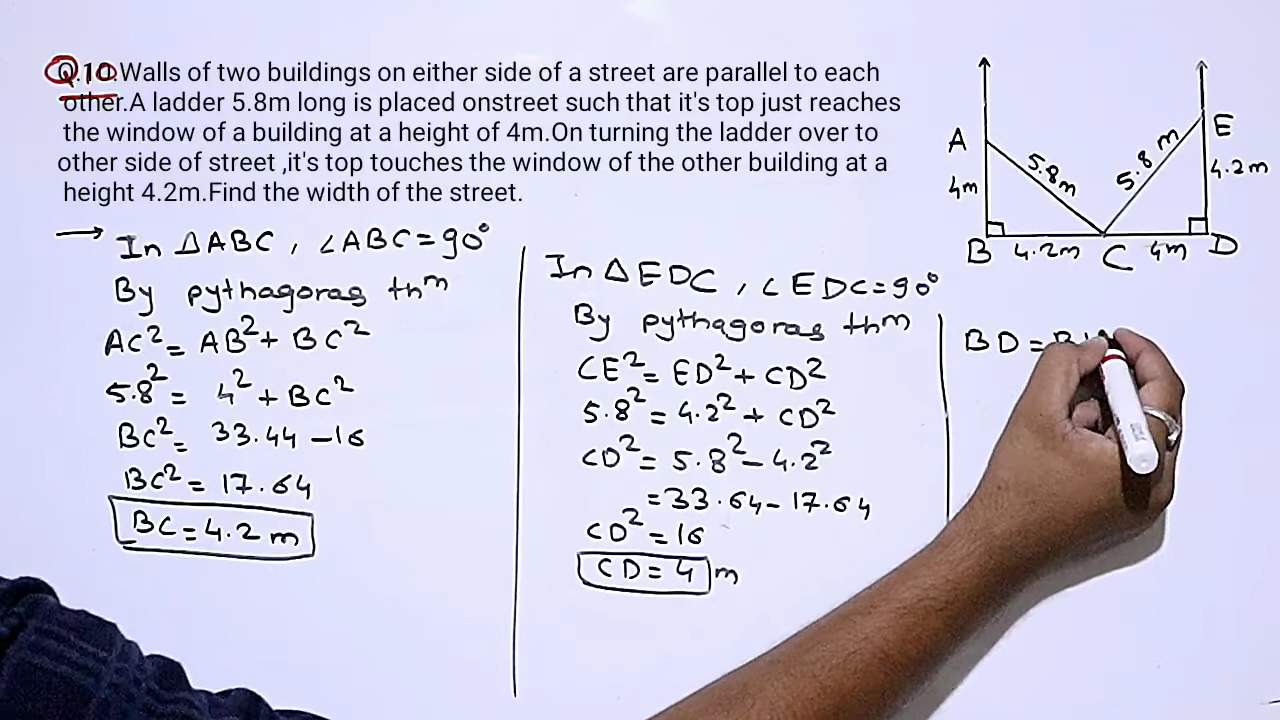 Q.10.Walls of two buildings on either side of a street are parallel to each
other.A ladder 5.8m long is placed onstreet such that it's top just reaches
the window of a building at a height of 4m.On turning the ladder over to
other side of street ,it's top touches the window of the other building at a
height 4.2m.Find the width of the street.
→ In △ABC, ∠ABC=90°
By pythagoras thm
AC²= AB²+ BC²
5.8²= 4²+BC²
BC²= 33.44-16
BC²= 17.64
BC=4.2 m
In △EDC, ∠EDC=90°
By pythagoras thm
CE²= ED²+ CD²
5.8²=4.2²+ CD²
CD²= 5.8²-4.2²
=33.64-17.64
CD²=16
CD=4 m
A
E
5.8m
5.8 m
4m
4.2m
B
4.2m
C
4m
D
BD=